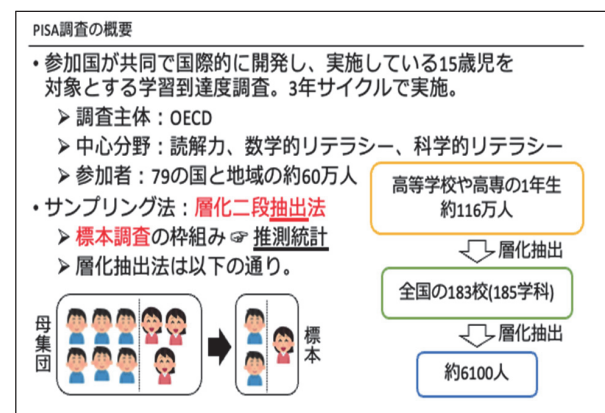 PISA調査の概要
・参加国が共同で国際的に開発し、実施している15歳児を
対象とする学習到達度調査。3年サイクルで実施。
➢調査主体：OECD
➢中心分野：読解力、数学的リテラシー、科学的リテラシー
➢参加者：79の国と地域の約60万人
・サンプリング法：層化二段抽出法
➢標本調査の枠組み☞推測統計
➢層化抽出法は以下の通り。
母集団
標本
高等学校や高専の1年生
約116万人
層化抽出
全国の183校(185学科)
層化抽出
約6100人